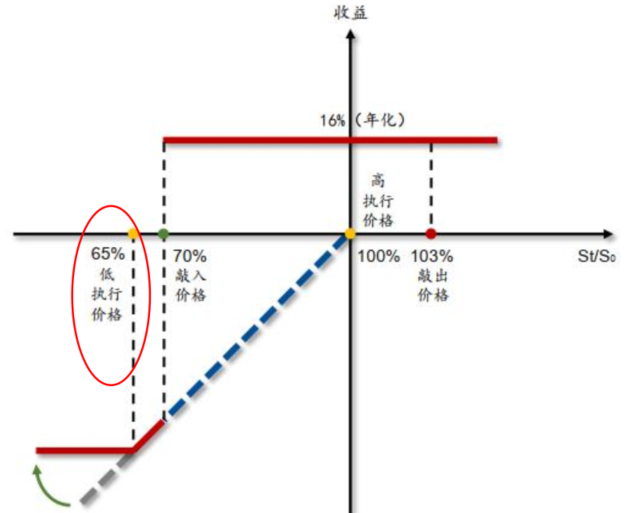 收益
16%（年化）
高
执行
价格
65%
低
执行
价格
70%
敲入
价格
100%
103%
敲出
价格
St/S₀